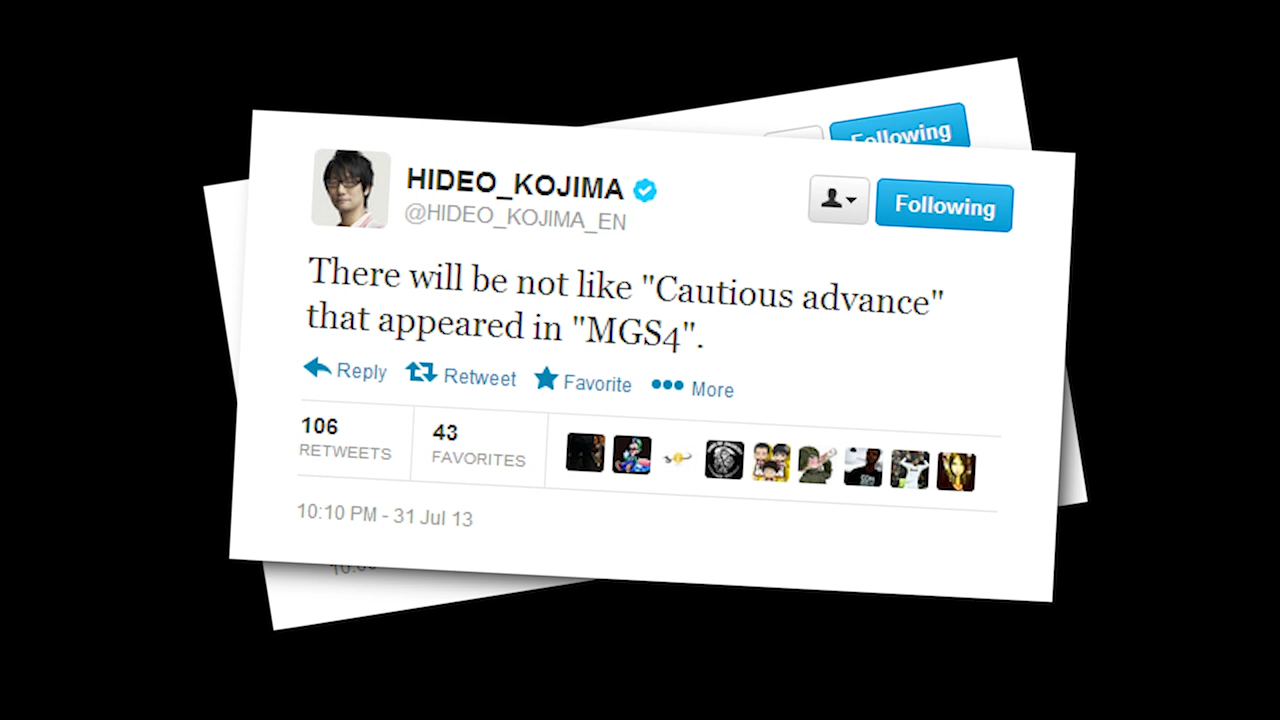 Following
HIDEO_KOJIMA
@HIDEO_KOJIMA_EN
Following
There will be not like "Cautious advance"
that appeared in "MGS4".
Reply Retweet Favorite More
106
RETWEETS
43
FAVORITES
10:10 PM - 31 Jul 13